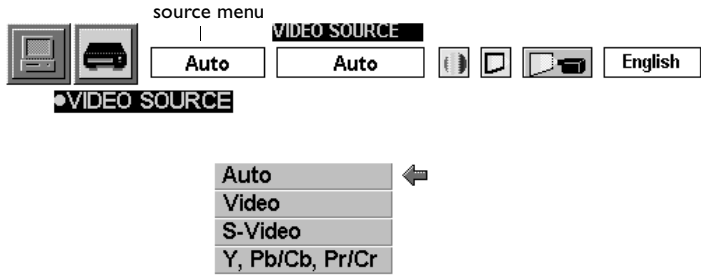 source menu
VIDEO SOURCE
Auto
Auto
English
●VIDEO SOURCE
Auto
Video
S-Video
Y, Pb/Cb, Pr/Cr